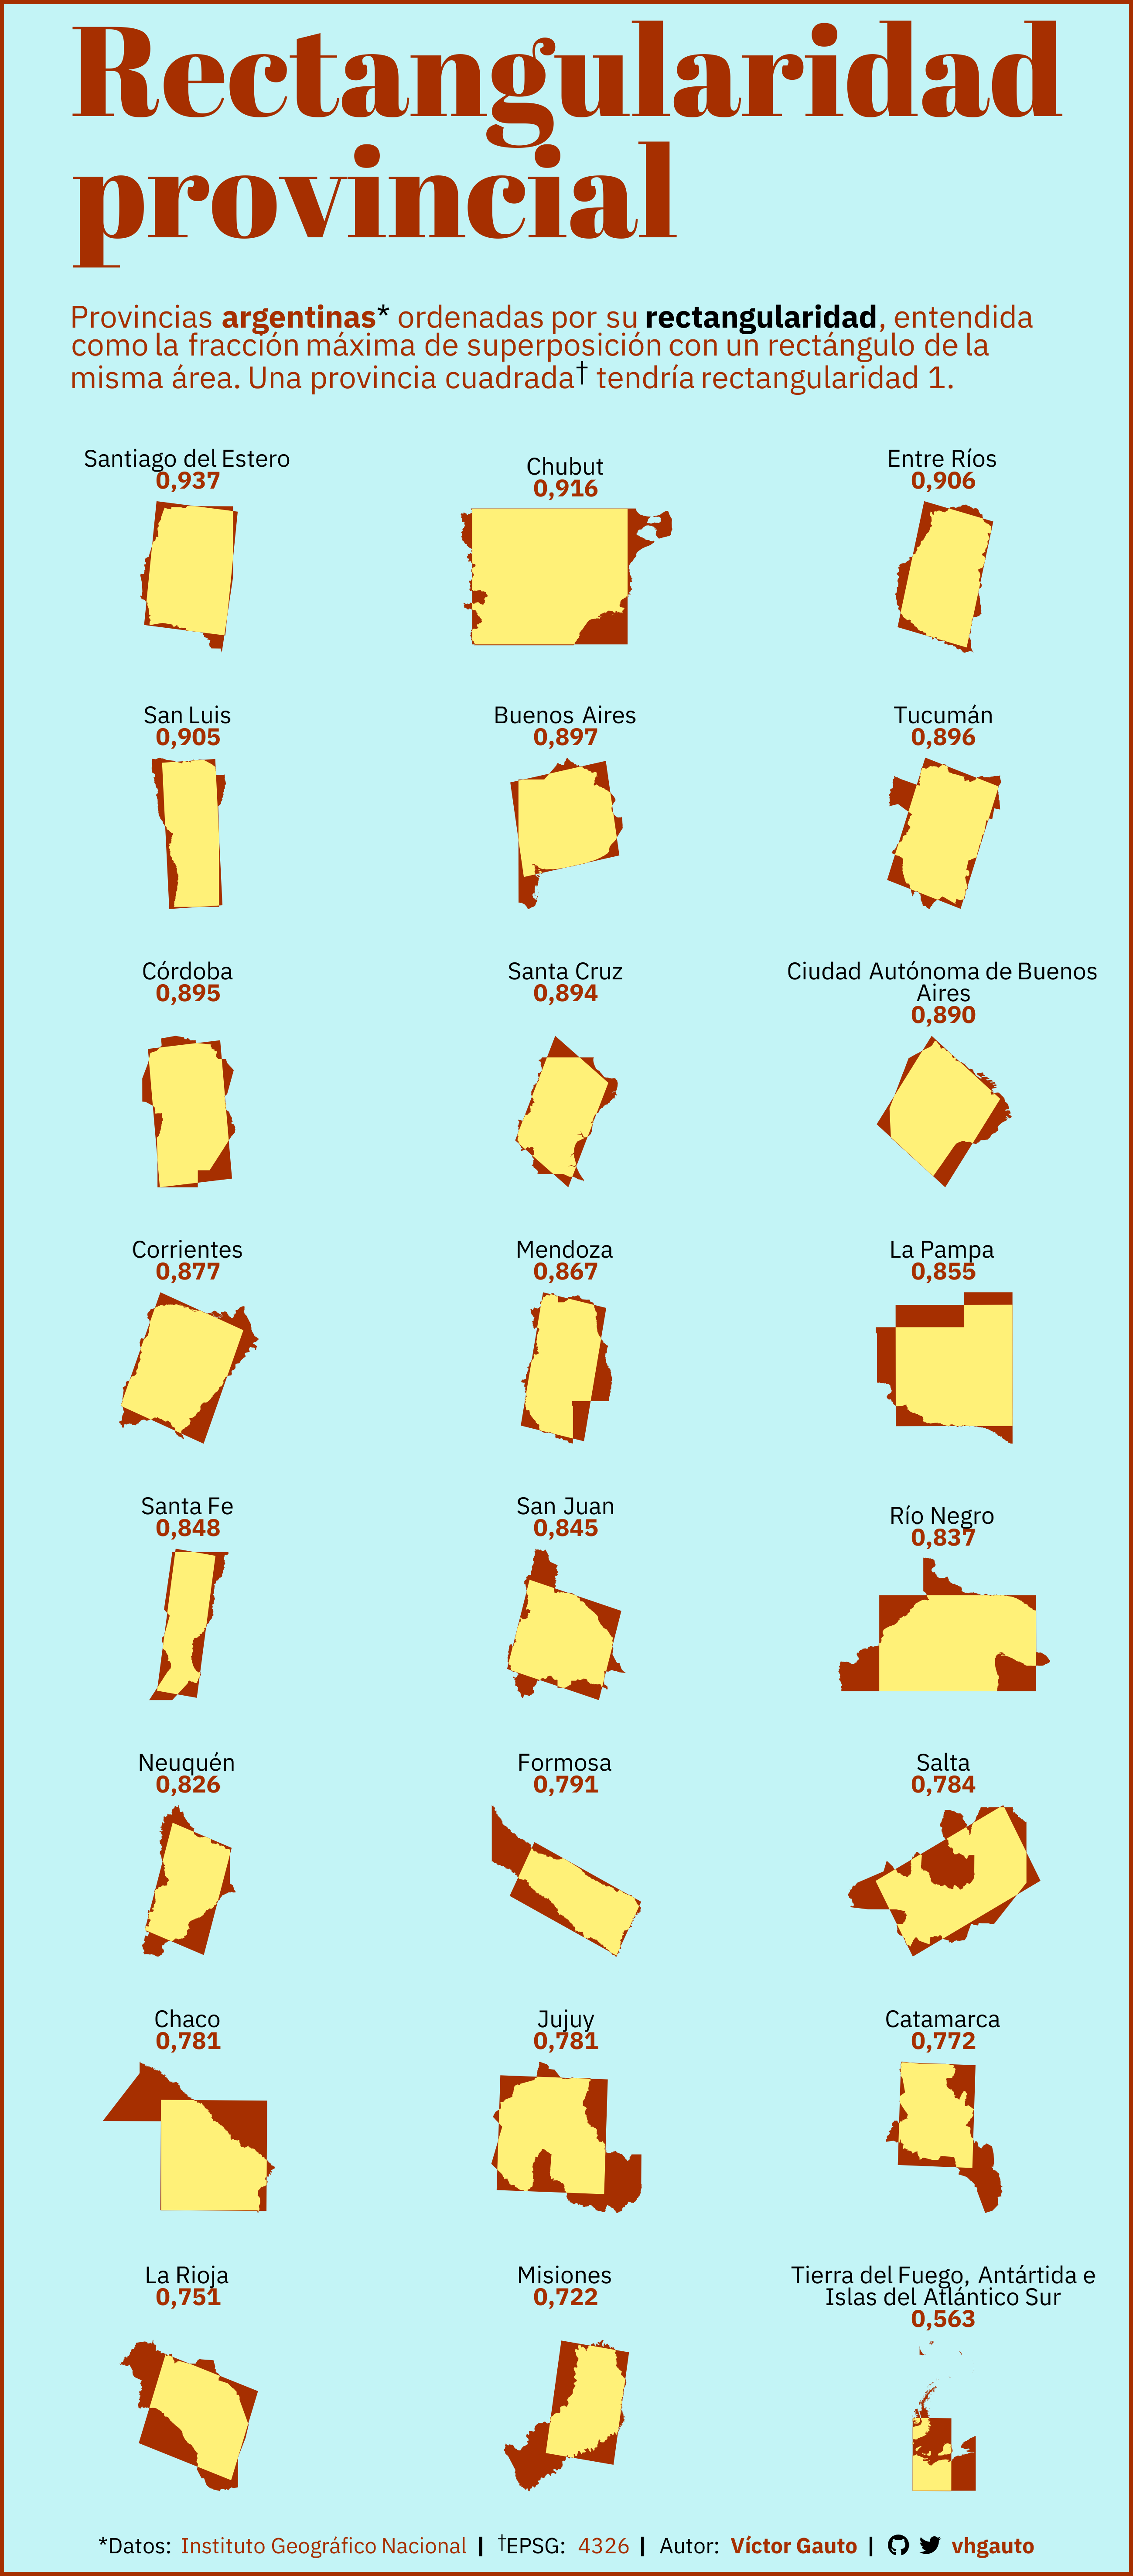 Rectangularidad
provincial
Provincias argentinas* ordenadas por su rectangularidad, entendida
como la fracción máxima de superposición con un rectángulo de la
misma área. Una provincia cuadrada† tendría rectangularidad 1.
Santiago del Estero
0,937
Chubut
0,916
Entre Ríos
0,906
San Luis
0,905
Buenos Aires
0,897
Tucumán
0,896
Córdoba
0,895
Santa Cruz
0,894
Ciudad Autónoma de Buenos
Aires
0,890
Corrientes
0,877
Mendoza
0,867
La Pampa
0,855
Santa Fe
0,848
San Juan
0,845
Río Negro
0,837
Neuquén
0,826
Formosa
0,791
Salta
0,784
Chaco
0,781
Jujuy
0,781
Catamarca
0,772
La Rioja
0,751
Misiones
0,722
Tierra del Fuego, Antártida e
Islas del Atlántico Sur
0,563
*Datos: Instituto Geográfico Nacional | †EPSG: 4326 | Autor: Víctor Gauto | vhgauto